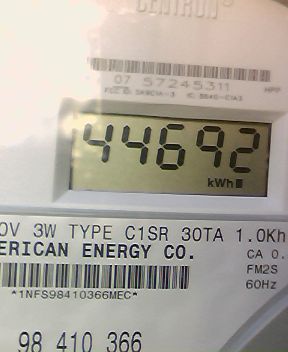 CENTRON®
07 57245311
44692
kWh
0V 3W TYPE C1SR 30TA 1.0Kh
ERICAN ENERGY CO.
CA 0.
FM2S
60Hz
*1NFS98410366MEC*
98 410 366